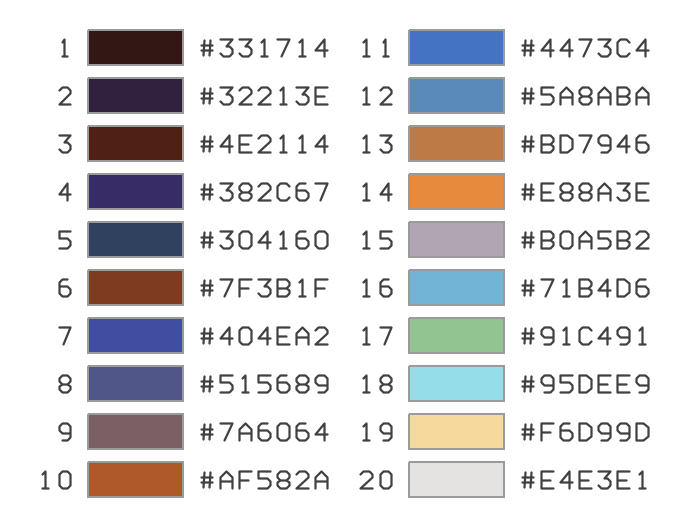 1 #331714 11 #4473C4
2 #32213E 12 #5A8ABA
3 #4E2114 13 #BD7946
4 #382C67 14 #E88A3E
5 #304160 15 #B0A5B2
6 #7F3B1F 16 #71B4D6
7 #404EA2 17 #91C491
8 #515689 18 #95DEE9
9 #7A6064 19 #F6D99D
10 #AF582A 20 #E4E3E1